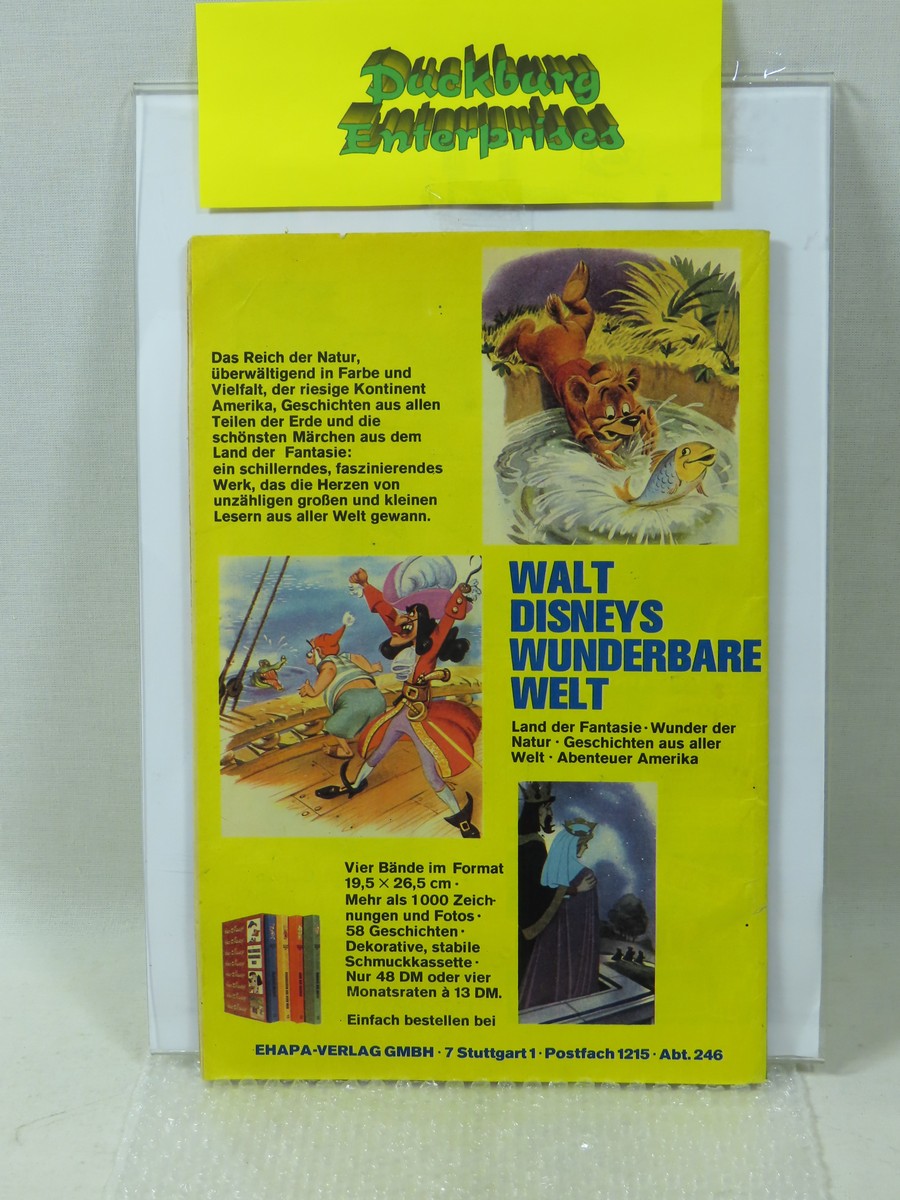 Duckburg
Enterprises
Das Reich der Natur,
überwältigend in Farbe und
Vielfalt, der riesige Kontinent
Amerika, Geschichten aus allen
Teilen der Erde und die
schönsten Märchen aus dem
Land der Fantasie:
ein schillerndes, faszinierendes
Werk, das die Herzen von
unzähligen großen und kleinen
Lesern aus aller Welt gewann.
WALT
DISNEYS
WUNDERBARE
WELT
Land der Fantasie · Wunder der
Natur · Geschichten aus aller
Welt · Abenteuer Amerika
Vier Bände im Format
19,5 × 26,5 cm ·
Mehr als 1000 Zeich-
nungen und Fotos ·
58 Geschichten ·
Dekorative, stabile
Schmuckkassette ·
Nur 48 DM oder vier
Monatsraten à 13 DM.
Einfach bestellen bei
EHAPA-VERLAG GMBH · 7 Stuttgart 1 · Postfach 1215 · Abt. 246